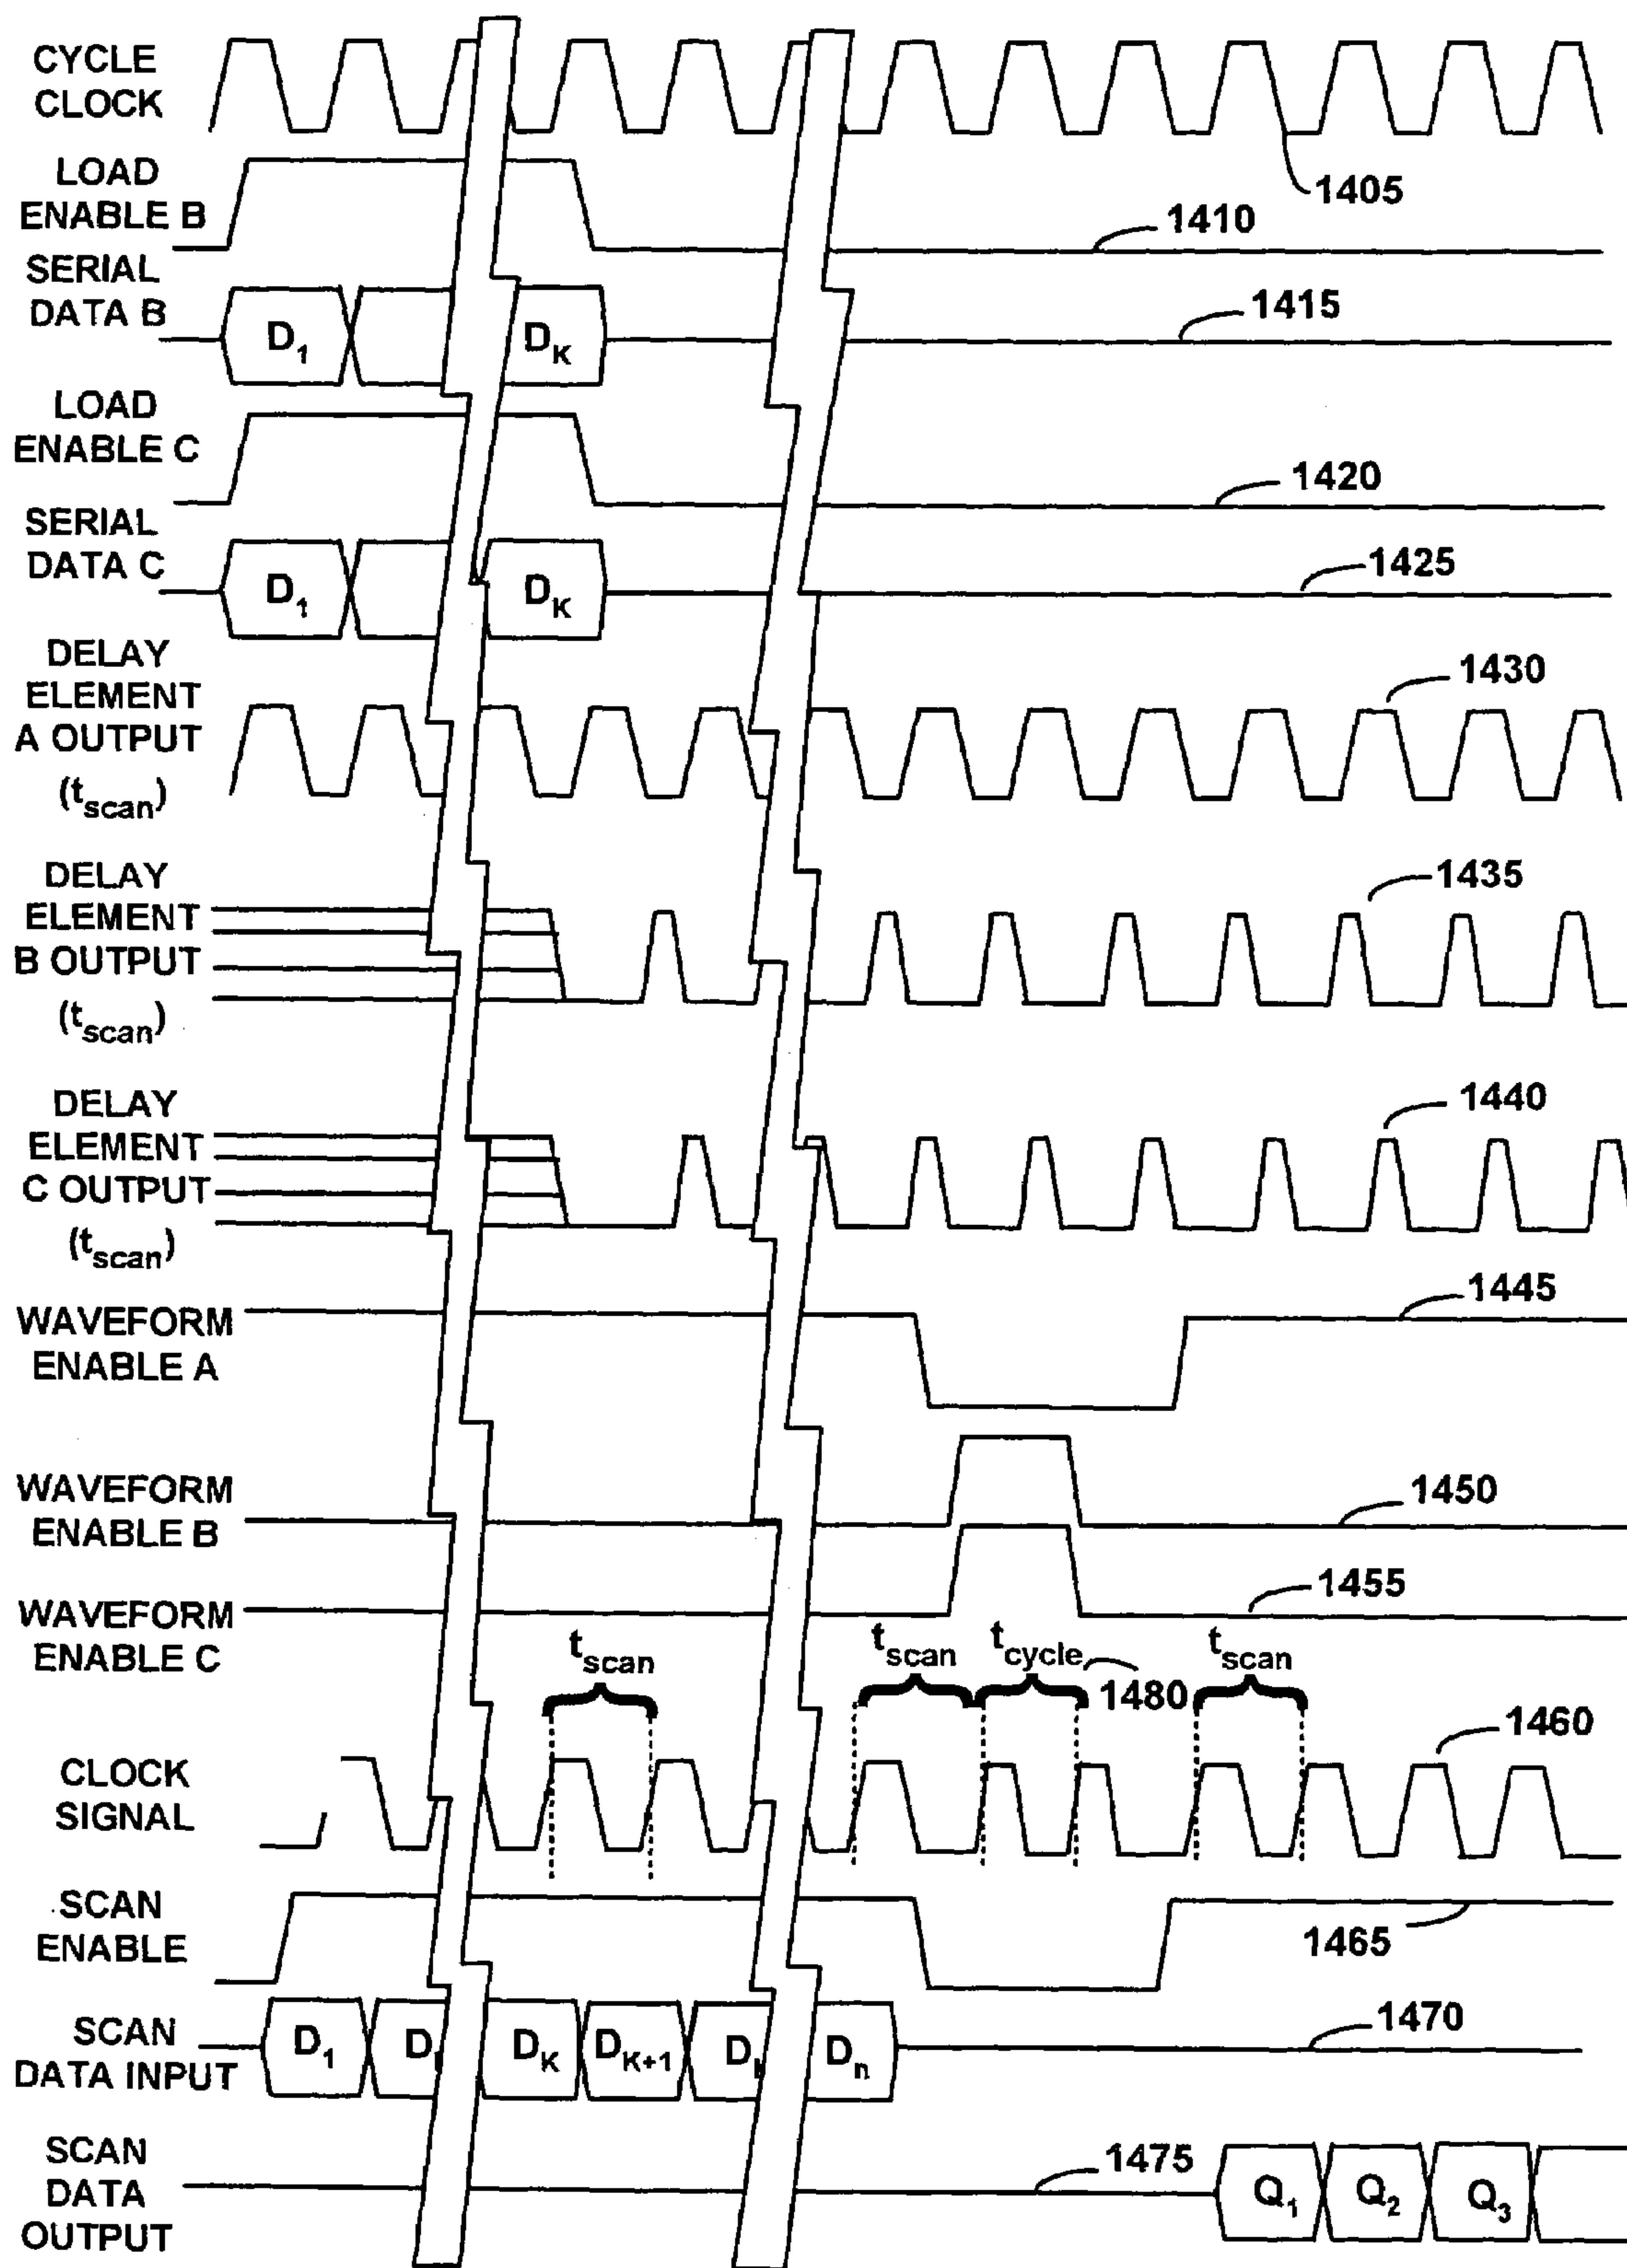 CYCLE
CLOCK
1405
LOAD
ENABLE B
1410
SERIAL
DATA B
D1
DK
1415
LOAD
ENABLE C
1420
SERIAL
DATA C
D1
DK
1425
DELAY
ELEMENT
A OUTPUT
(tscan)
1430
DELAY
ELEMENT
B OUTPUT
(tscan)
1435
DELAY
ELEMENT
C OUTPUT
(tscan)
1440
WAVEFORM
ENABLE A
1445
WAVEFORM
ENABLE B
1450
WAVEFORM
ENABLE C
1455
tscan
tscan
tcycle
1480
tscan
CLOCK
SIGNAL
1460
SCAN
ENABLE
1465
SCAN
DATA INPUT
D1
D
DK
DK+1
D
Dn
1470
SCAN
DATA
OUTPUT
1475
Q1
Q2
Q3